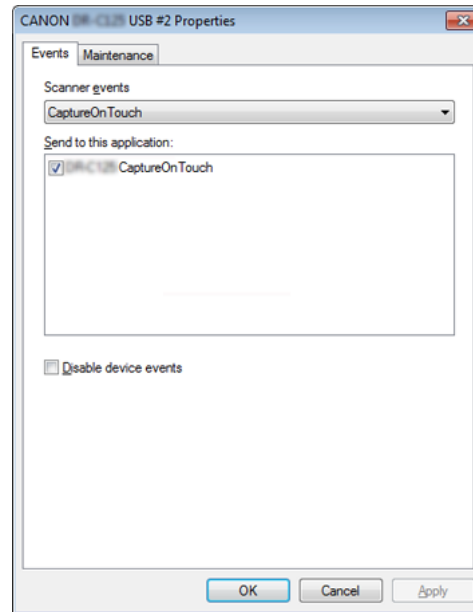 CANON USB #2 Properties
Events Maintenance
Scanner events
CaptureOnTouch
Send to this application:
CaptureOnTouch
Disable device events
OK Cancel Apply